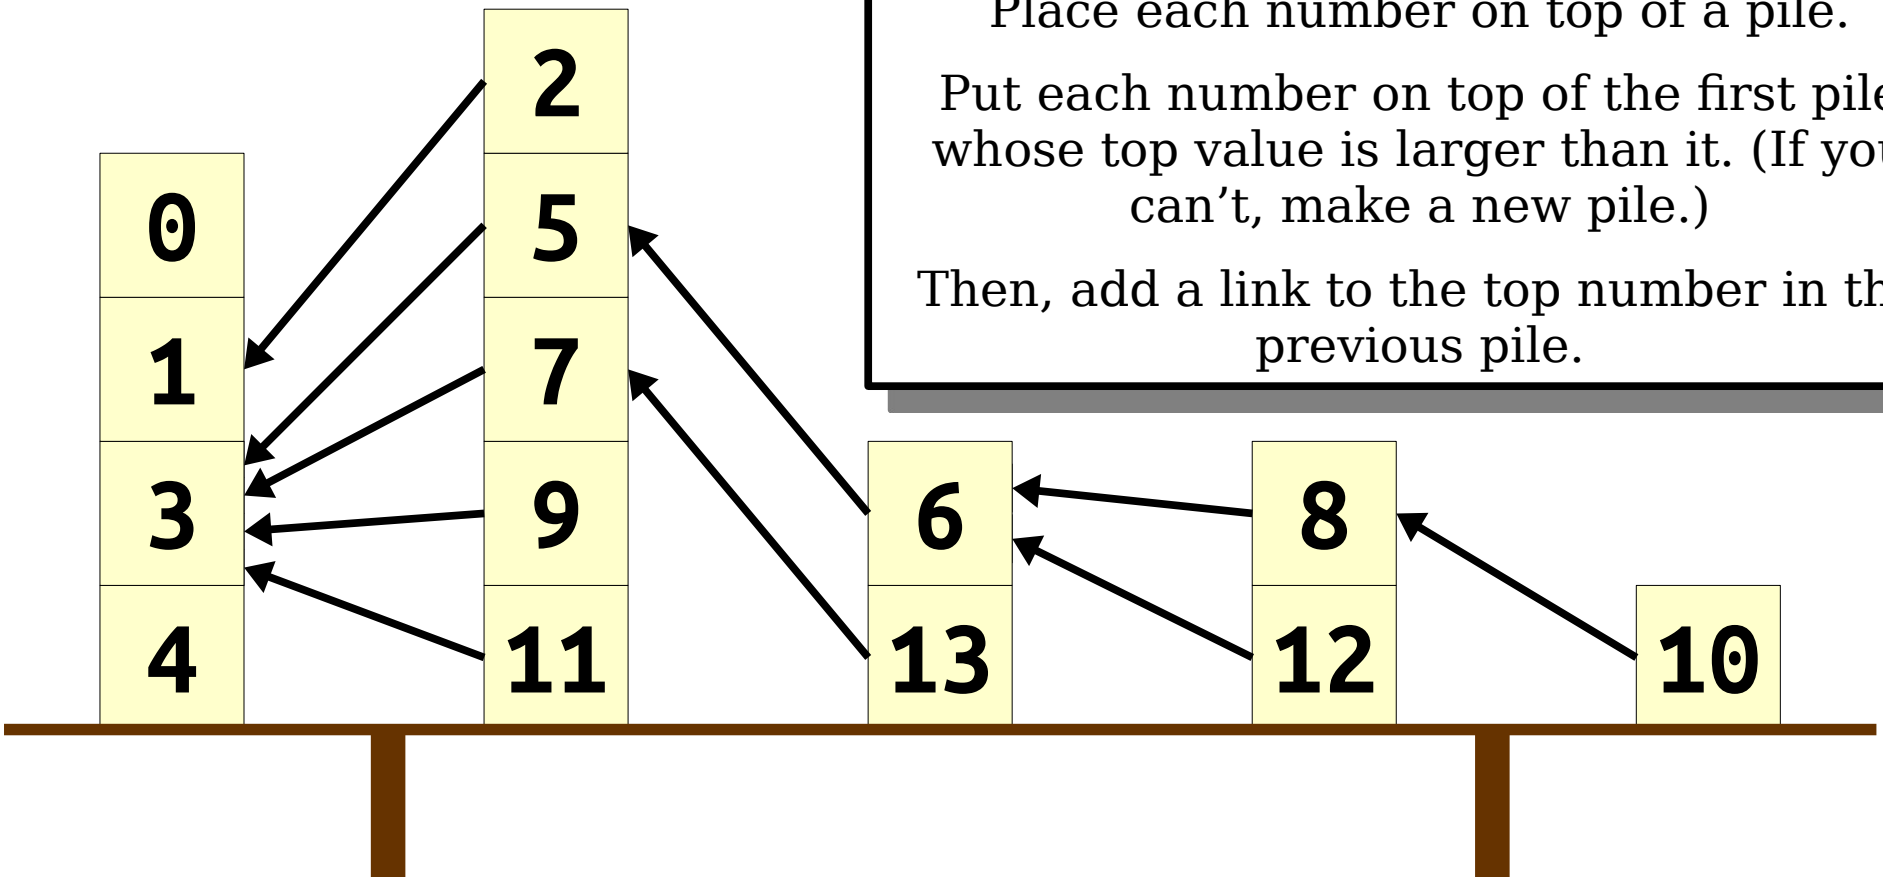 Place each number on top of a pile.
Put each number on top of the first pile
whose top value is larger than it. (If you
can’t, make a new pile.)
Then, add a link to the top number in th
previous pile.
2
0 5
1 7
3 9 6 8
4 11 13 12 10